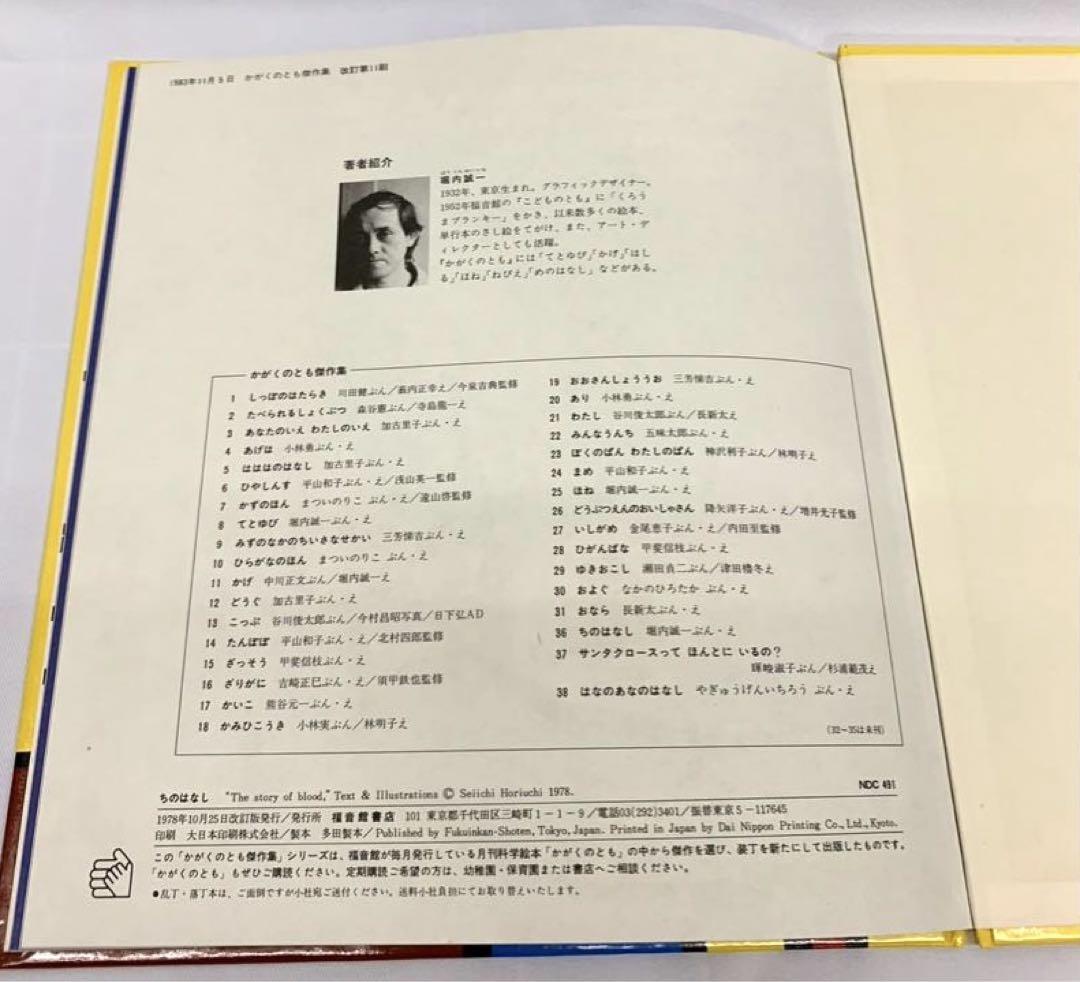 1983年11月5日　かがくのとも傑作集　改訂第11刷
著者紹介
堀内誠一
1932年、東京生まれ。グラフィックデザイナー。
1952年福音館の『こどものとも』に「くろう
まブランキー」をかき、以来数多くの絵本、
単行本のさし絵をてがけ、また、アート・デ
ィレクターとしても活躍。
『かがくのとも』には「てとゆび」「かげ」「はし
る」「ほね」「ねびえ」「めのはなし」などがある。
かがくのとも傑作集
1　しっぽのはたらき　川田健ぶん／薮内正幸え／今泉吉典監修
2　たべられるしょくぶつ　森谷憲ぶん／寺島龍一え
3　あなたのいえ わたしのいえ　加古里子ぶん・え
4　あげは　小林勇ぶん・え
5　はははのはなし　加古里子ぶん・え
6　ひやしんす　平山和子ぶん・え／浅山英一監修
7　かずのほん　まついのりこ ぶん・え／遠山啓監修
8　てとゆび　堀内誠一ぶん・え
9　みずのなかのちいさなせかい　三芳悌吉ぶん・え
10　ひらがなのほん　まついのりこ ぶん・え
11　かげ　中川正文ぶん／堀内誠一え
12　どうぐ　加古里子ぶん・え
13　こっぷ　谷川俊太郎ぶん／今村昌昭写真／日下弘AD
14　たんぽぽ　平山和子ぶん・え／北村四郎監修
15　ざっそう　甲斐信枝ぶん・え
16　ざりがに　吉崎正巳ぶん・え／須甲鉄也監修
17　かいこ　熊谷元一ぶん・え
18　かみひこうき　小林実ぶん／林明子え
19　おおさんしょううお　三芳悌吉ぶん・え
20　あり　小林勇ぶん・え
21　わたし　谷川俊太郎ぶん／長新太え
22　みんなうんち　五味太郎ぶん・え
23　ぼくのぱん わたしのぱん　神沢利子ぶん／林明子え
24　まめ　平山和子ぶん・え
25　ほね　堀内誠一ぶん・え
26　どうぶつえんのおいしゃさん　降矢洋子ぶん・え／増井光子監修
27　いしがめ　金尾恵子ぶん・え／内田至監修
28　ひがんばな　甲斐信枝ぶん・え
29　ゆきおこし　瀬田貞二ぶん／津田櫓冬え
30　およぐ　なかのひろたか ぶん・え
31　おなら　長新太ぶん・え
36　ちのはなし　堀内誠一ぶん・え
37　サンタクロースって ほんとに いるの？
暉峻淑子ぶん／杉浦範茂え
38　はなのあなのはなし　やぎゅうげんいちろう ぶん・え
（32〜35は未刊）
ちのはなし　"The story of blood," Text & Illustrations © Seiichi Horiuchi 1978.　NDC 491
1978年10月25日改訂版発行／発行所　福音館書店　101 東京都千代田区三崎町1－1－9／電話03(292)3401／振替東京5－117645
印刷　大日本印刷株式会社／製本　多田製本／Published by Fukuinkan-Shoten, Tokyo, Japan. Printed in Japan by Dai Nippon Printing Co., Ltd., Kyoto.
この「かがくのとも傑作集」シリーズは、福音館が毎月発行している月刊科学絵本「かがくのとも」の中から傑作を選び、装丁を新たにして出版したものです。
「かがくのとも」もぜひご購読ください。定期購読ご希望の方は、幼稚園・保育園または書店へご相談ください。
●乱丁・落丁本は、ご面倒ですが小社宛ご送付ください。送料小社負担にてお取り替えいたします。